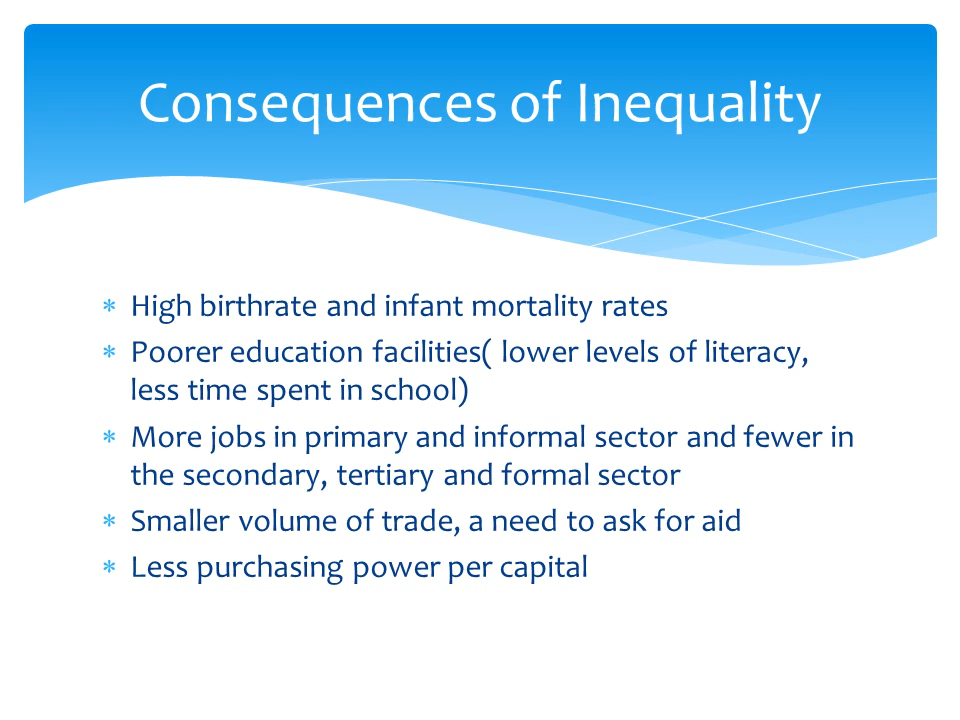 Consequences of Inequality
High birthrate and infant mortality rates
Poorer education facilities( lower levels of literacy,
less time spent in school)
More jobs in primary and informal sector and fewer in
the secondary, tertiary and formal sector
Smaller volume of trade, a need to ask for aid
Less purchasing power per capital